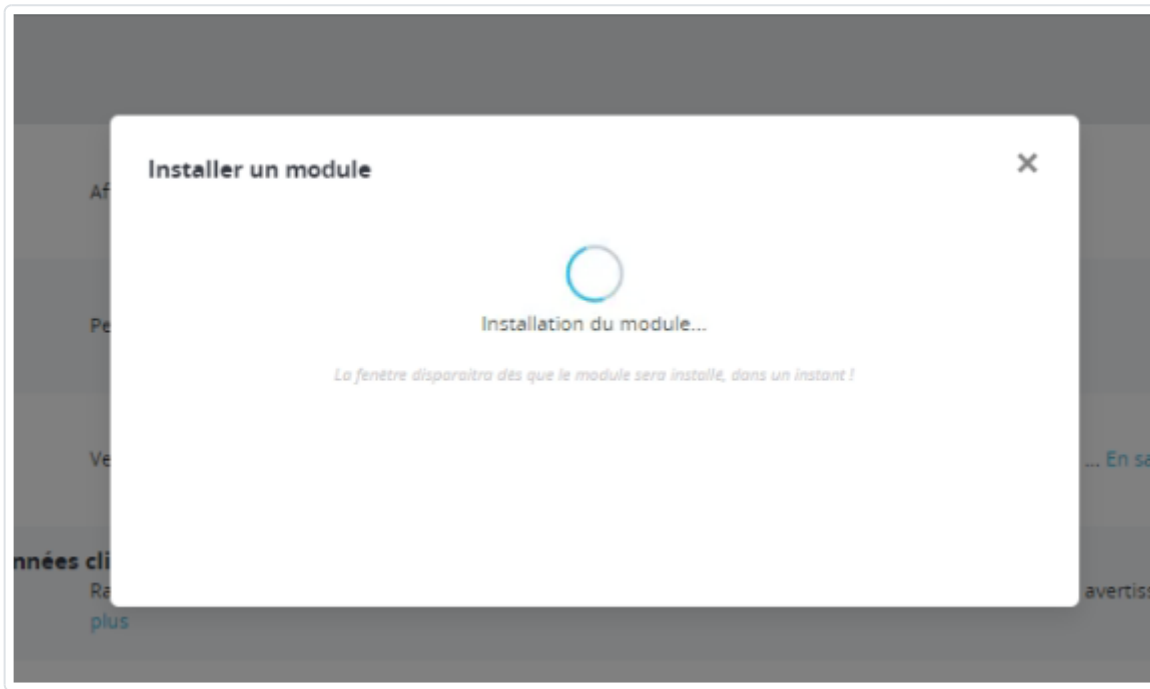 Installer un module
Af
Installation du module...
Pe
La fenêtre disparaitra dès que le module sera installé, dans un instant !
Ve
... En sa
nnées cli
Ra
avertiss
plus